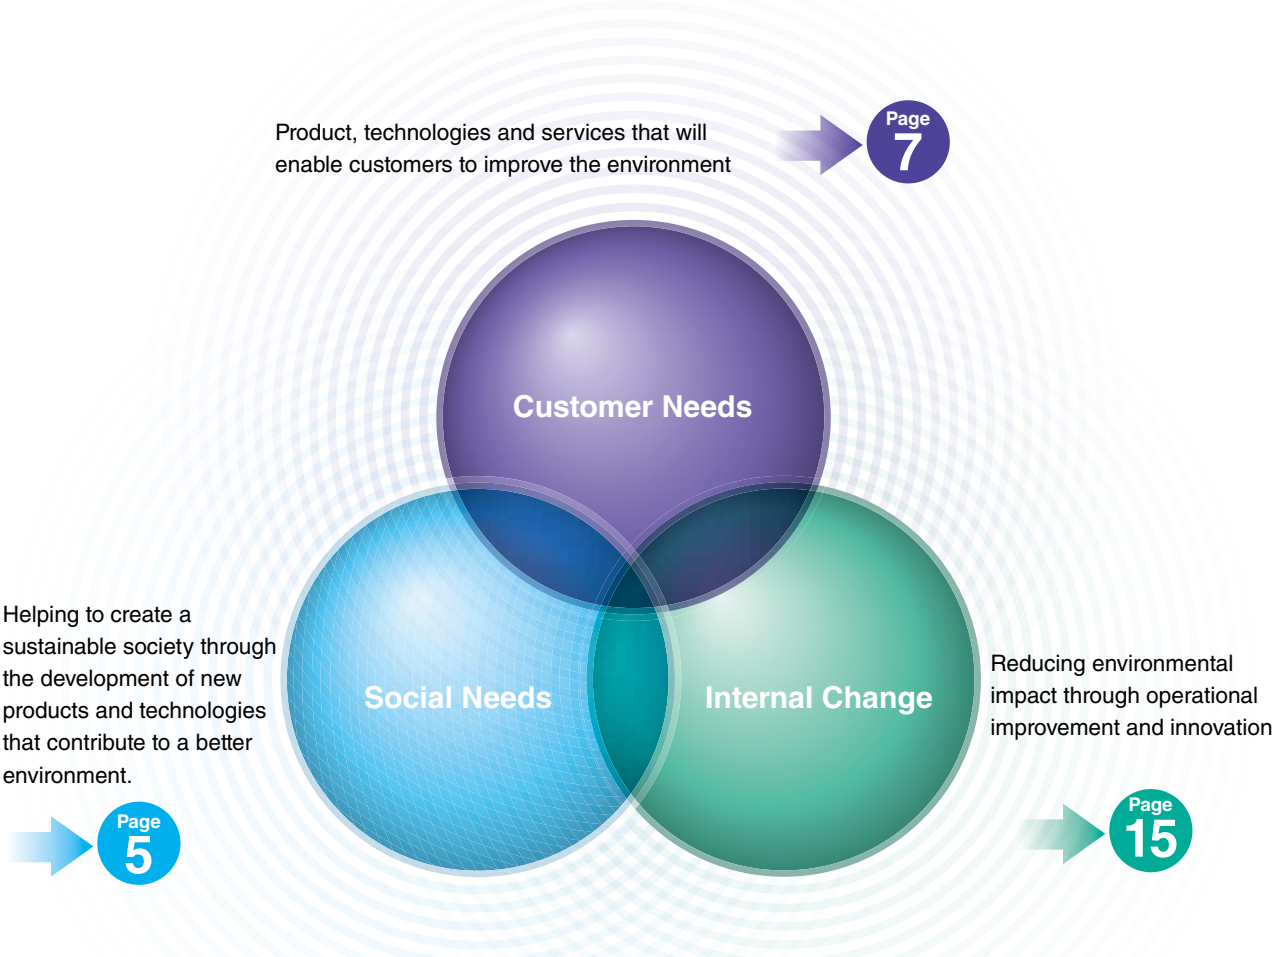 Product, technologies and services that will
enable customers to improve the environment
Page
7
Customer Needs
Helping to create a
sustainable society through
the development of new
products and technologies
that contribute to a better
environment.
Page
5
Social Needs
Internal Change
Reducing environmental
impact through operational
improvement and innovation
Page
15